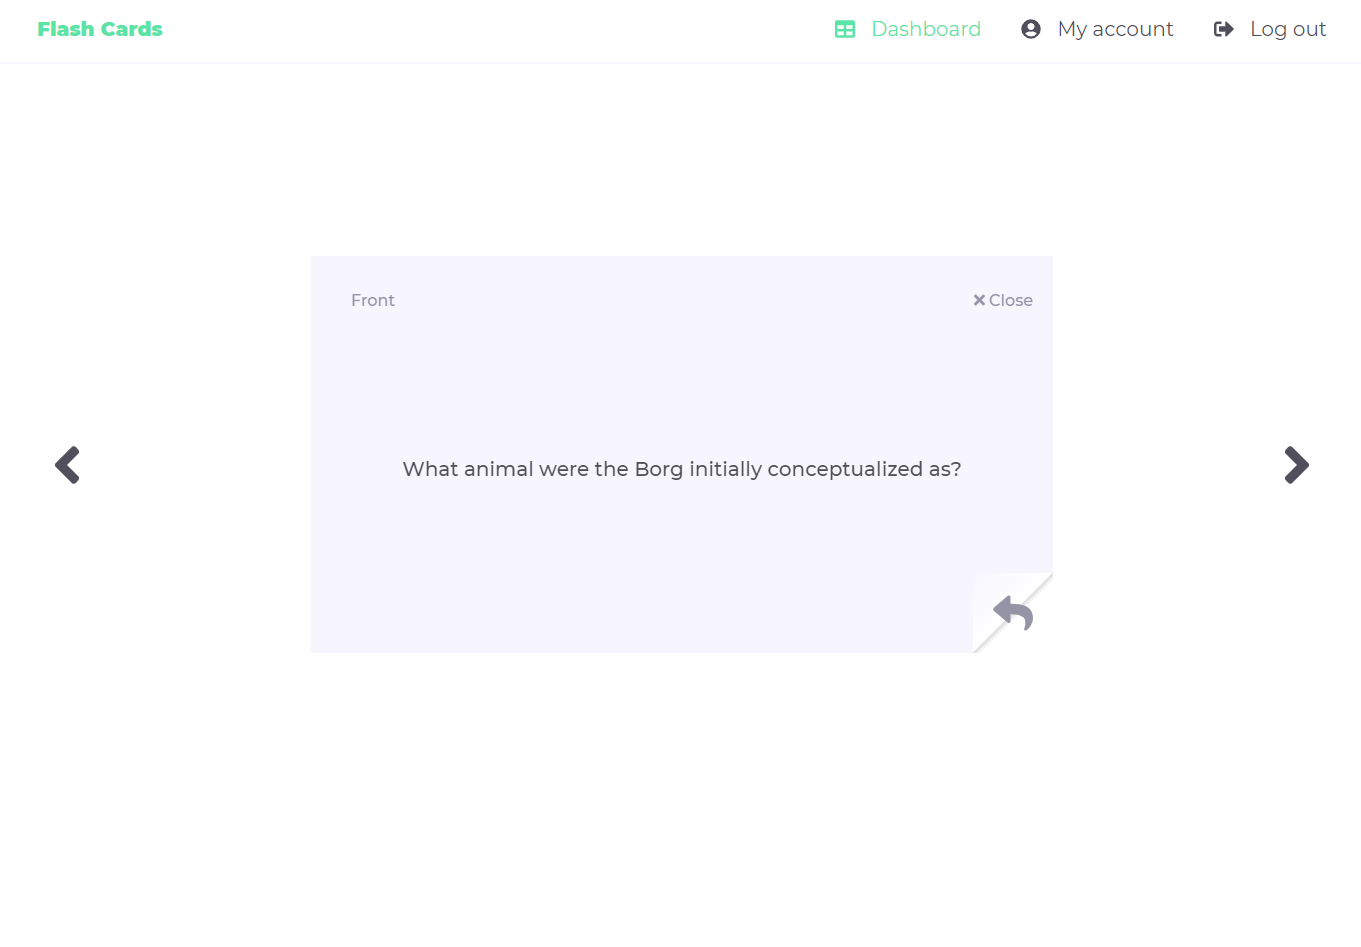 Flash Cards
Dashboard
My account
Log out
Front
Close
What animal were the Borg initially conceptualized as?